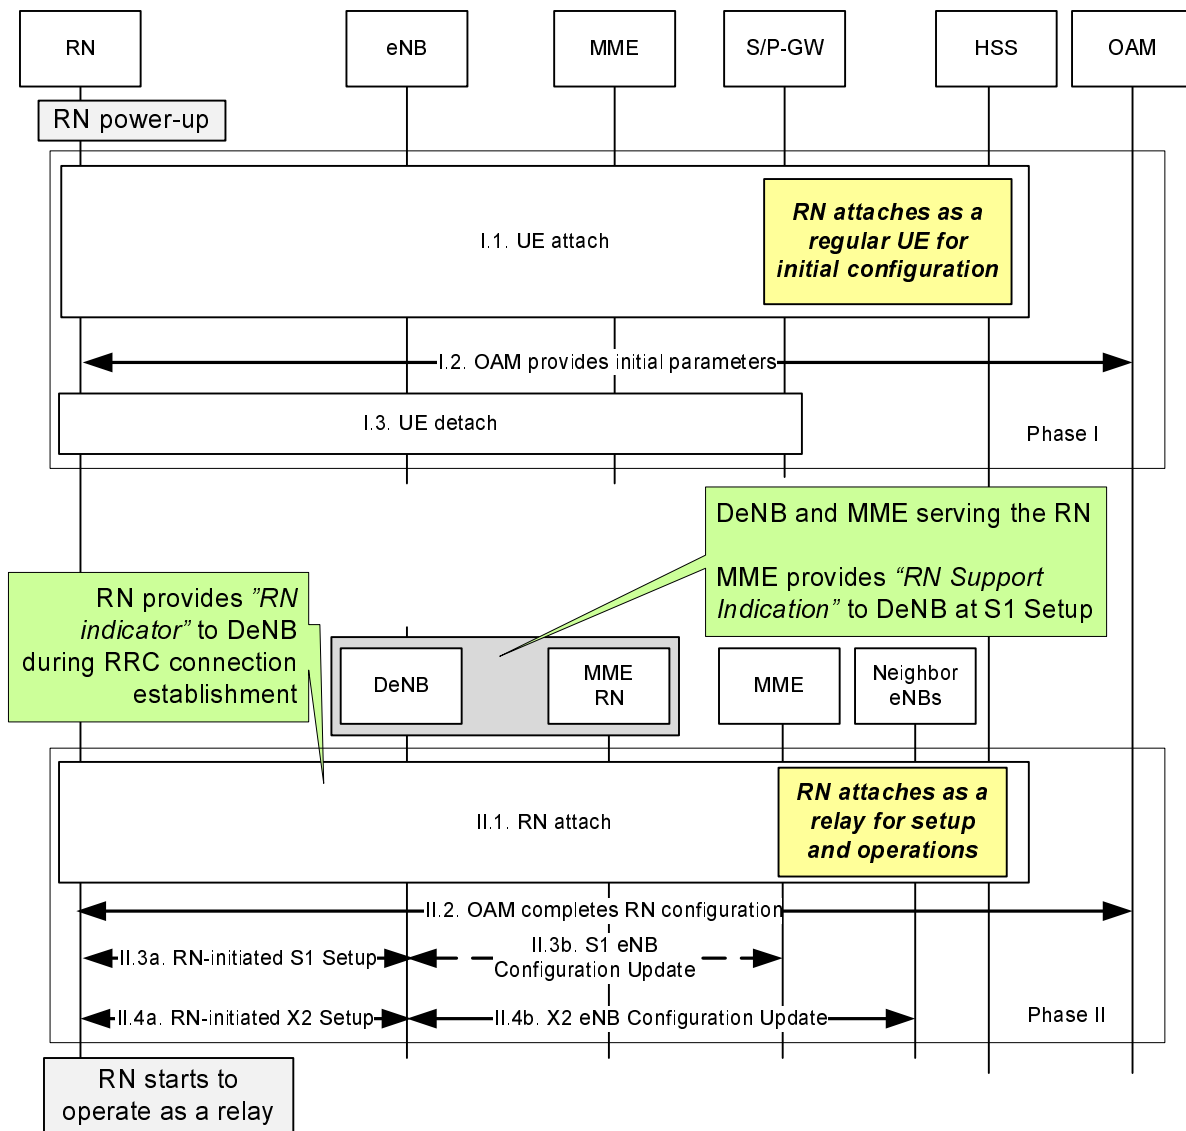 RN
eNB
MME
S/P-GW
HSS
OAM
RN power-up
I.1. UE attach
RN attaches as a
regular UE for
initial configuration
I.2. OAM provides initial parameters
I.3. UE detach
Phase I
DeNB and MME serving the RN
MME provides “RN Support
Indication” to DeNB at S1 Setup
RN provides ”RN
indicator” to DeNB
during RRC connection
establishment
DeNB
MME
RN
MME
Neighbor
eNBs
II.1. RN attach
RN attaches as a
relay for setup
and operations
II.2. OAM completes RN configuration
II.3a. RN-initiated S1 Setup
II.3b. S1 eNB
Configuration Update
II.4a. RN-initiated X2 Setup
II.4b. X2 eNB Configuration Update
Phase II
RN starts to
operate as a relay